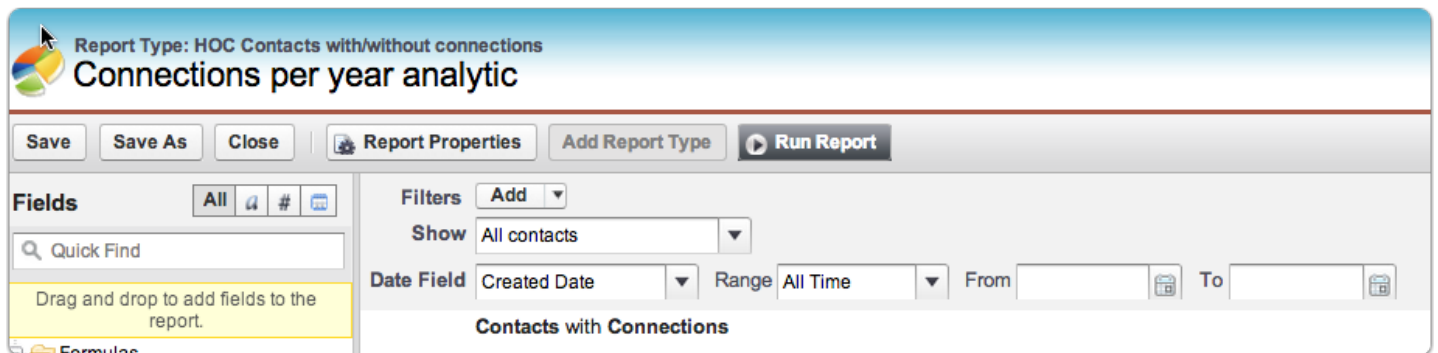 Report Type: HOC Contacts with/without connections
Connections per year analytic
Save
Save As
Close
Report Properties
Add Report Type
Run Report
Fields
All
a
#
Quick Find
Drag and drop to add fields to the
report.
Formulas
Filters
Add
Show
All contacts
Date Field
Created Date
Range
All Time
From
To
Contacts with Connections